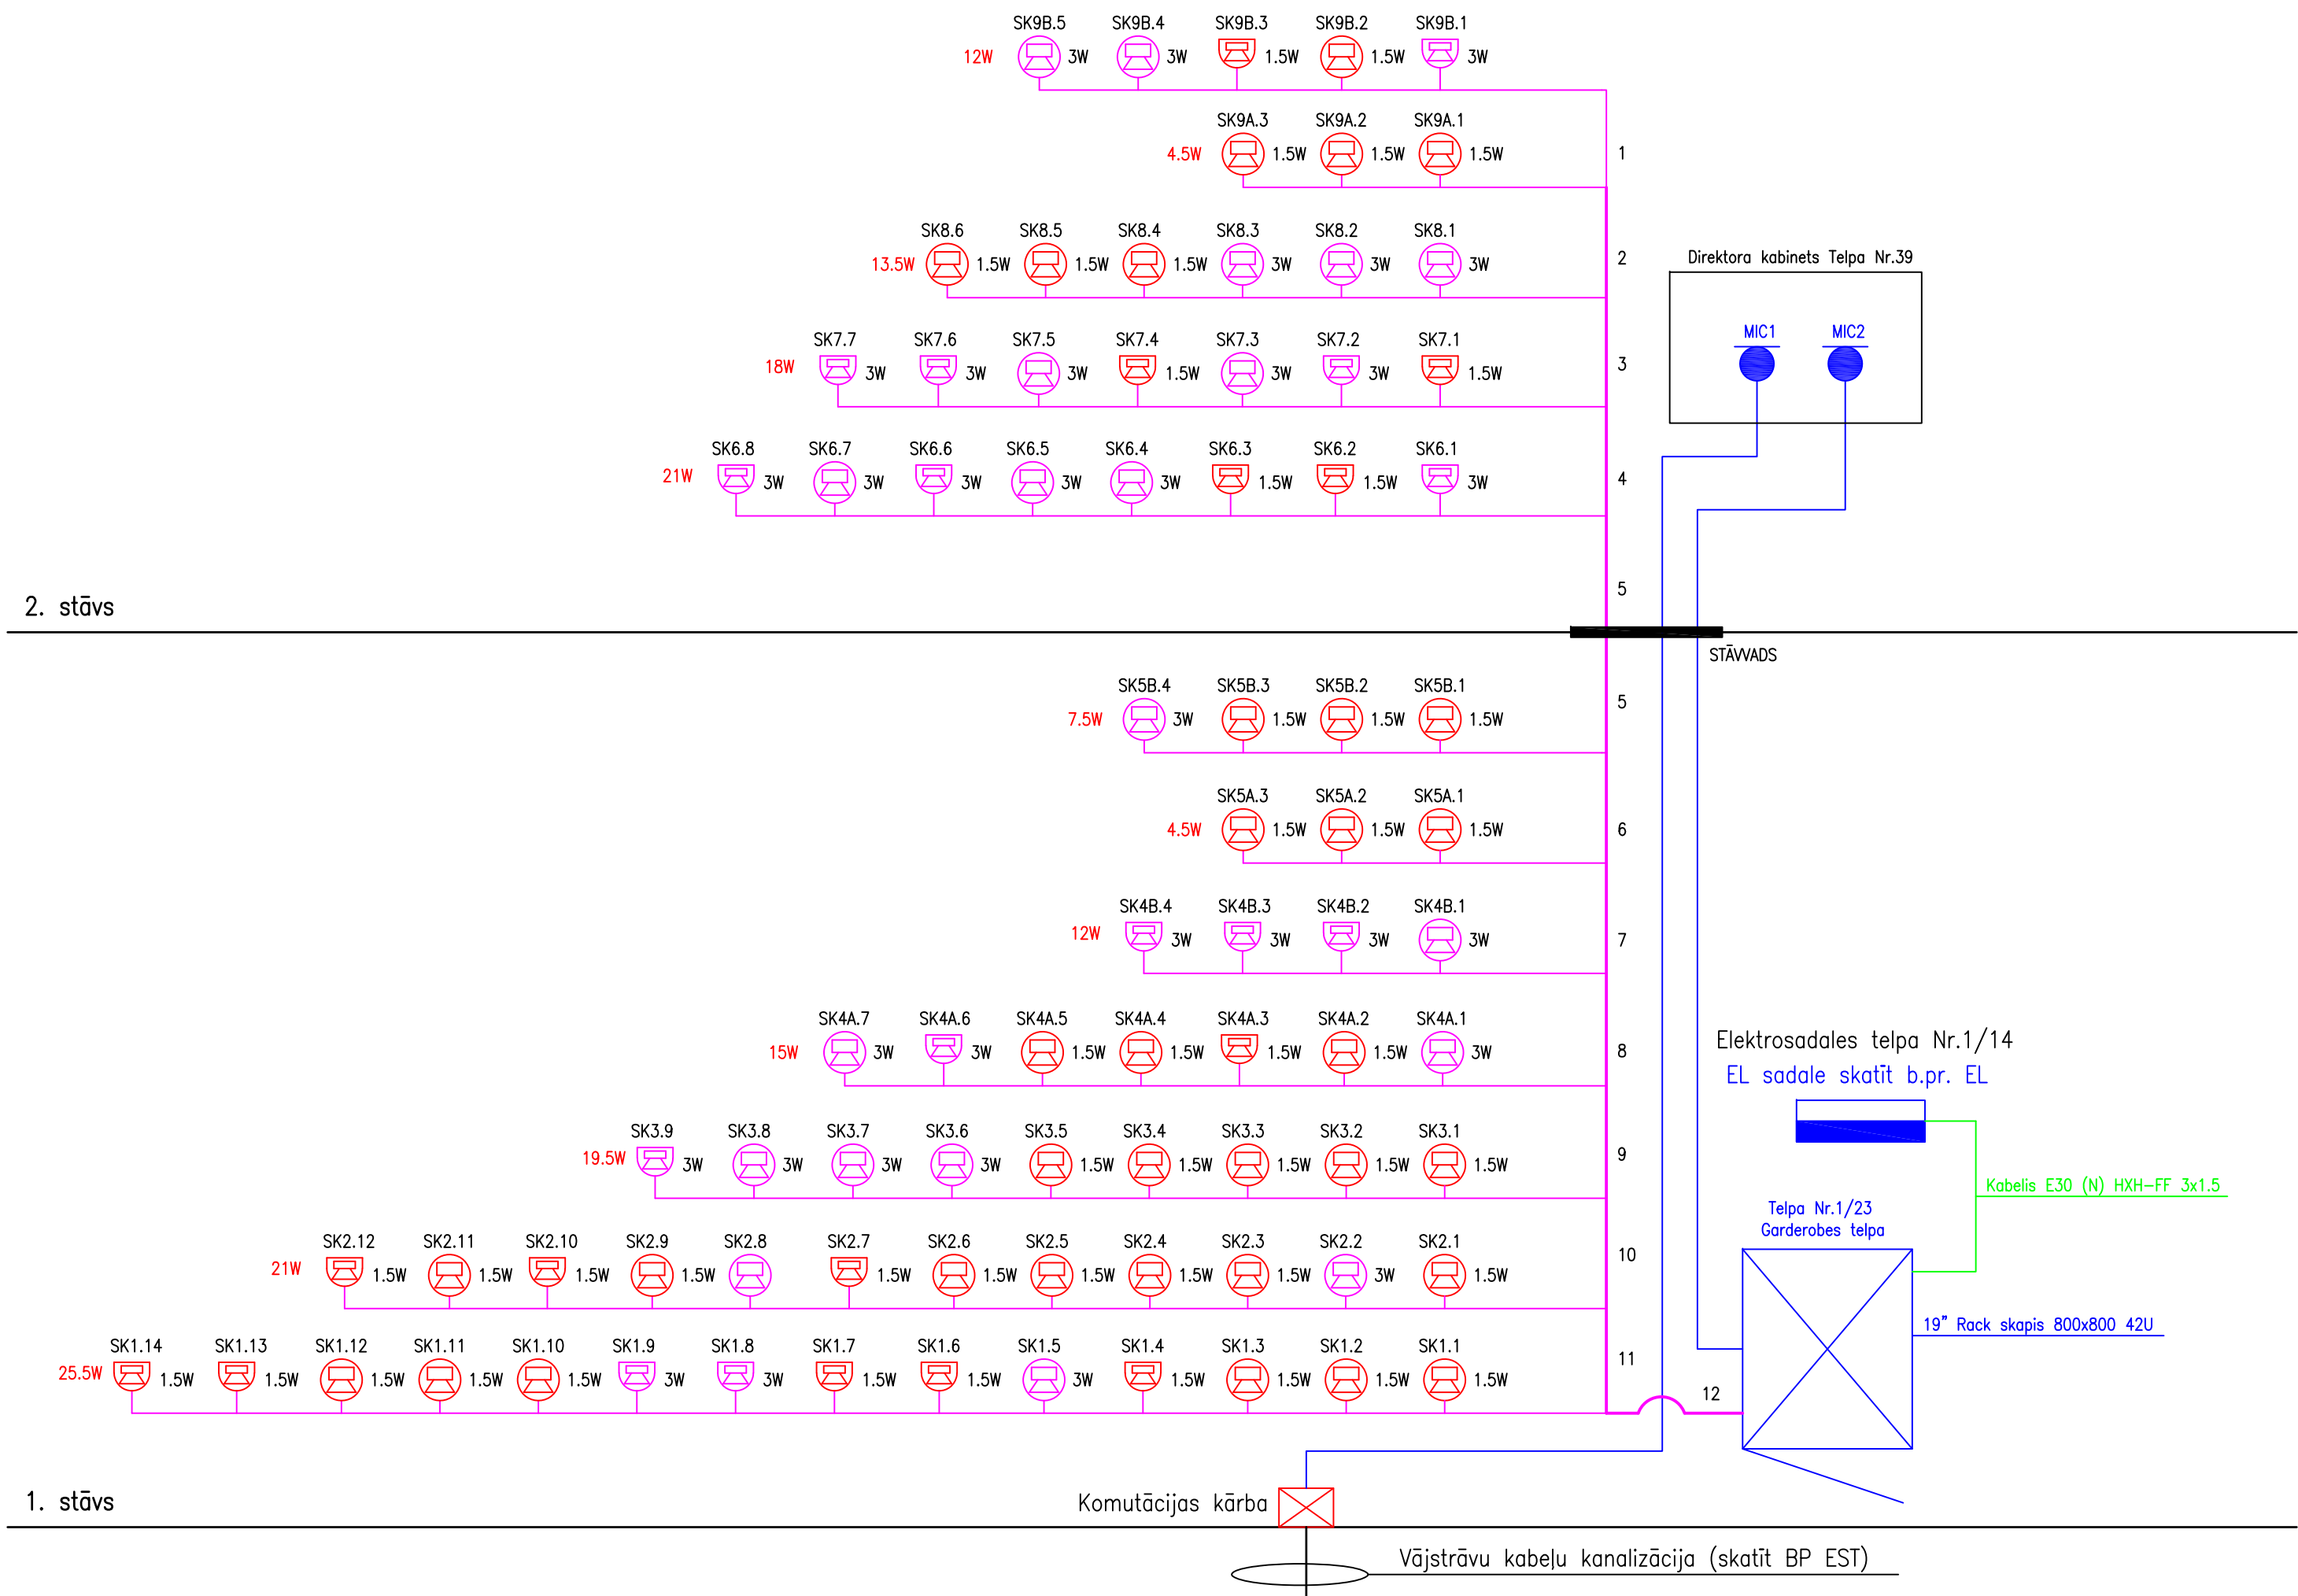 SK9B.5 SK9B.4 SK9B.3 SK9B.2 SK9B.1
12W 3W 3W 1.5W 1.5W 3W
SK9A.3 SK9A.2 SK9A.1
4.5W 1.5W 1.5W 1.5W 1
SK8.6 SK8.5 SK8.4 SK8.3 SK8.2 SK8.1
13.5W 1.5W 1.5W 1.5W 3W 3W 3W 2
Direktora kabinets Telpa Nr.39
MIC1 MIC2
SK7.7 SK7.6 SK7.5 SK7.4 SK7.3 SK7.2 SK7.1
18W 3W 3W 3W 1.5W 3W 3W 1.5W 3
SK6.8 SK6.7 SK6.6 SK6.5 SK6.4 SK6.3 SK6.2 SK6.1
21W 3W 3W 3W 3W 3W 1.5W 1.5W 3W 4
5
2. stāvs
STĀVVADS
SK5B.4 SK5B.3 SK5B.2 SK5B.1
7.5W 3W 1.5W 1.5W 1.5W 5
SK5A.3 SK5A.2 SK5A.1
4.5W 1.5W 1.5W 1.5W 6
SK4B.4 SK4B.3 SK4B.2 SK4B.1
12W 3W 3W 3W 3W 7
SK4A.7 SK4A.6 SK4A.5 SK4A.4 SK4A.3 SK4A.2 SK4A.1
15W 3W 3W 1.5W 1.5W 1.5W 1.5W 3W 8
Elektrosadales telpa Nr.1/14
EL sadale skatīt b.pr. EL
SK3.9 SK3.8 SK3.7 SK3.6 SK3.5 SK3.4 SK3.3 SK3.2 SK3.1
19.5W 3W 3W 3W 3W 1.5W 1.5W 1.5W 1.5W 1.5W 9
Kabelis E30 (N) HXH-FF 3x1.5
Telpa Nr.1/23
Garderobes telpa
SK2.12 SK2.11 SK2.10 SK2.9 SK2.8 SK2.7 SK2.6 SK2.5 SK2.4 SK2.3 SK2.2 SK2.1
21W 1.5W 1.5W 1.5W 1.5W 1.5W 1.5W 1.5W 1.5W 1.5W 3W 1.5W 10
19" Rack skapis 800x800 42U
SK1.14 SK1.13 SK1.12 SK1.11 SK1.10 SK1.9 SK1.8 SK1.7 SK1.6 SK1.5 SK1.4 SK1.3 SK1.2 SK1.1
25.5W 1.5W 1.5W 1.5W 1.5W 1.5W 3W 3W 1.5W 1.5W 3W 1.5W 1.5W 1.5W 1.5W 11
12
1. stāvs
Komutācijas kārba
Vājstrāvu kabeļu kanalizācija (skatīt BP EST)